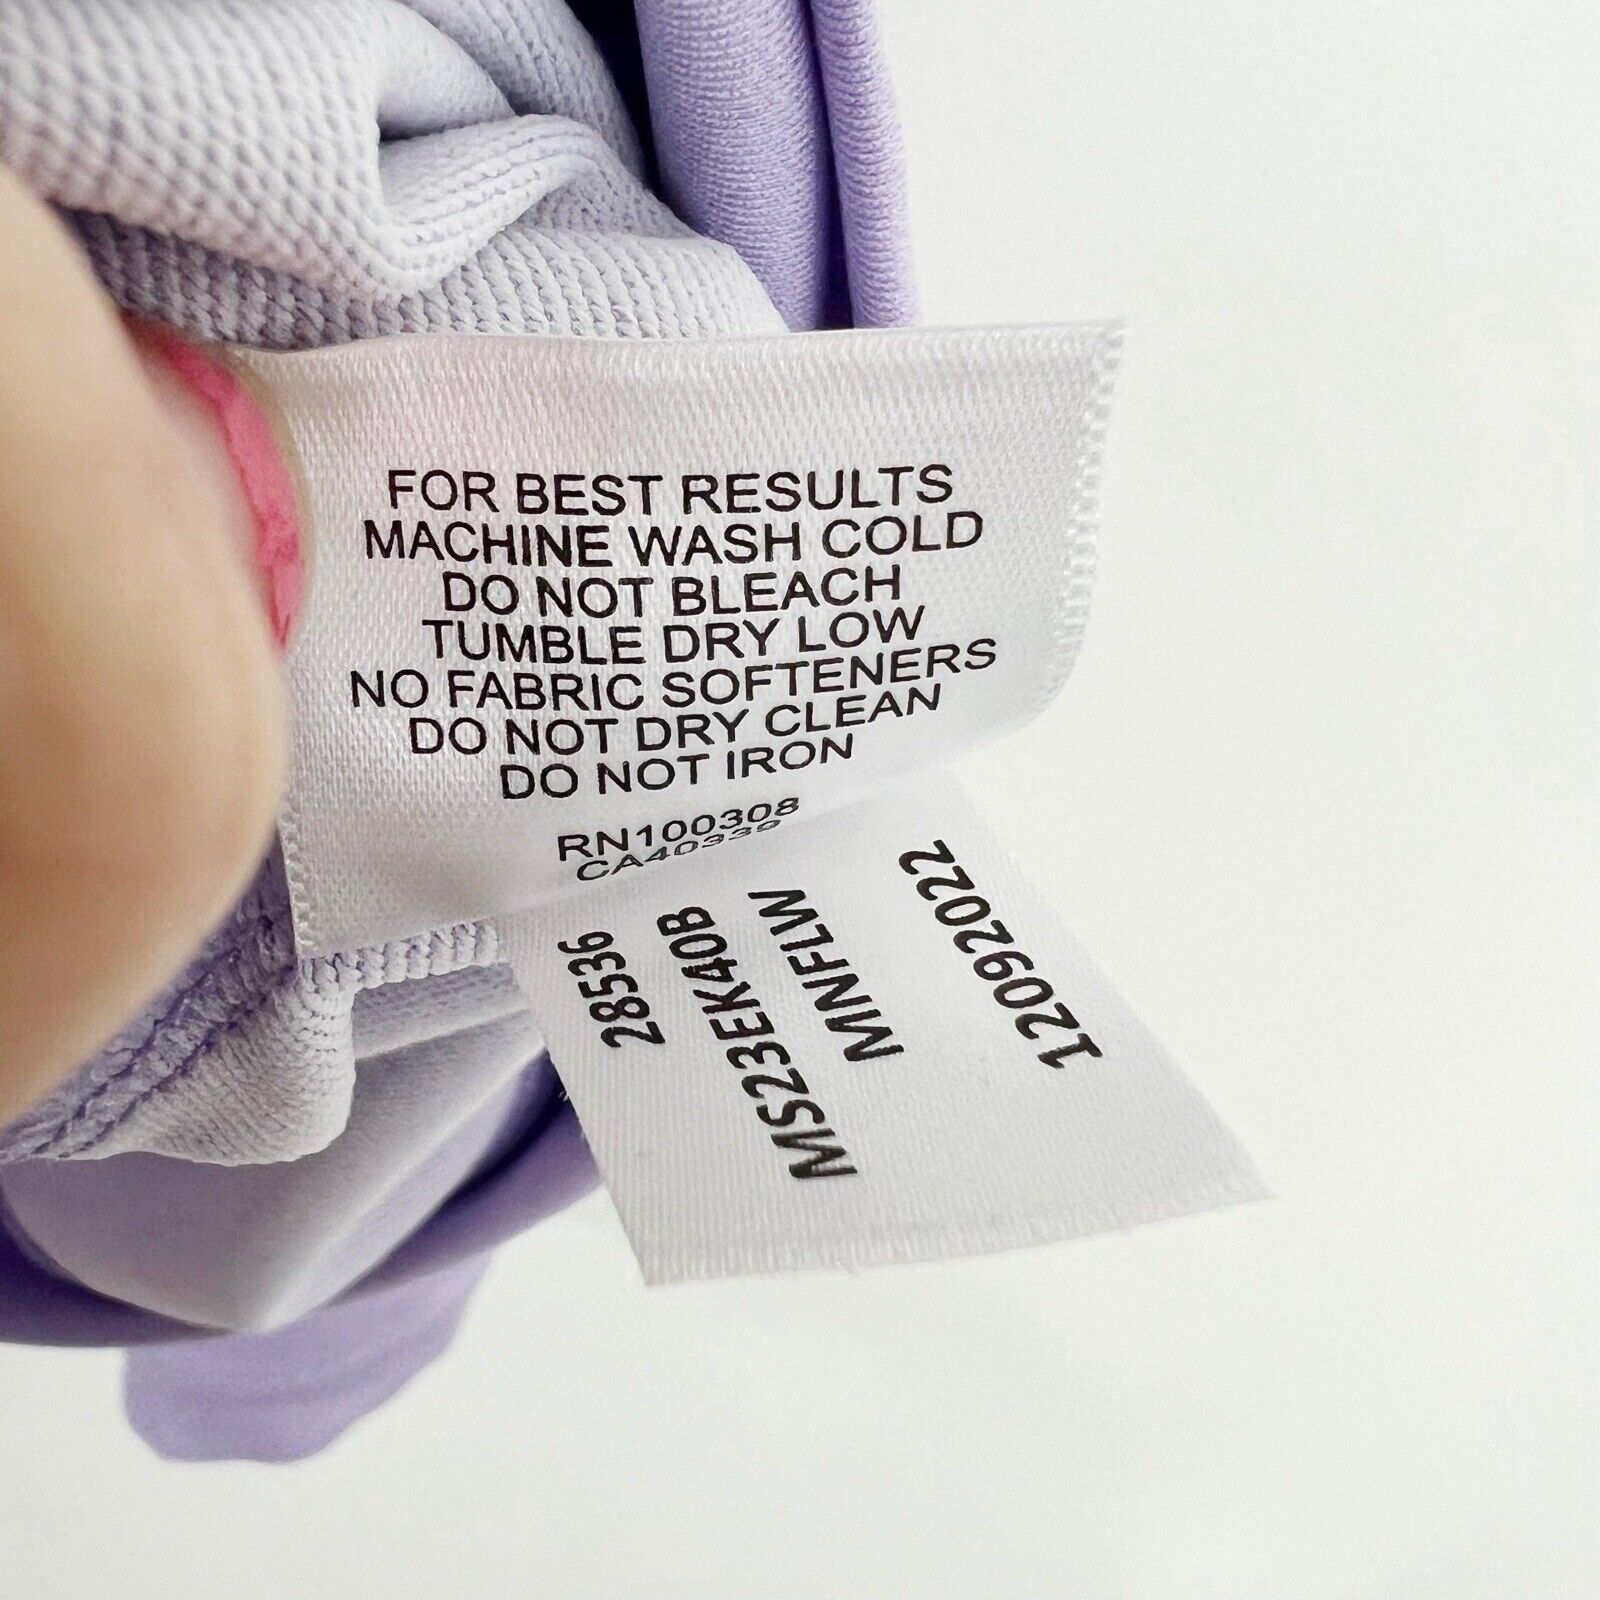 FOR BEST RESULTS
MACHINE WASH COLD
DO NOT BLEACH
TUMBLE DRY LOW
NO FABRIC SOFTENERS
DO NOT DRY CLEAN
DO NOT IRON
RN100308
CA40339
28536
MS23EK40B
MNFLW
12092022